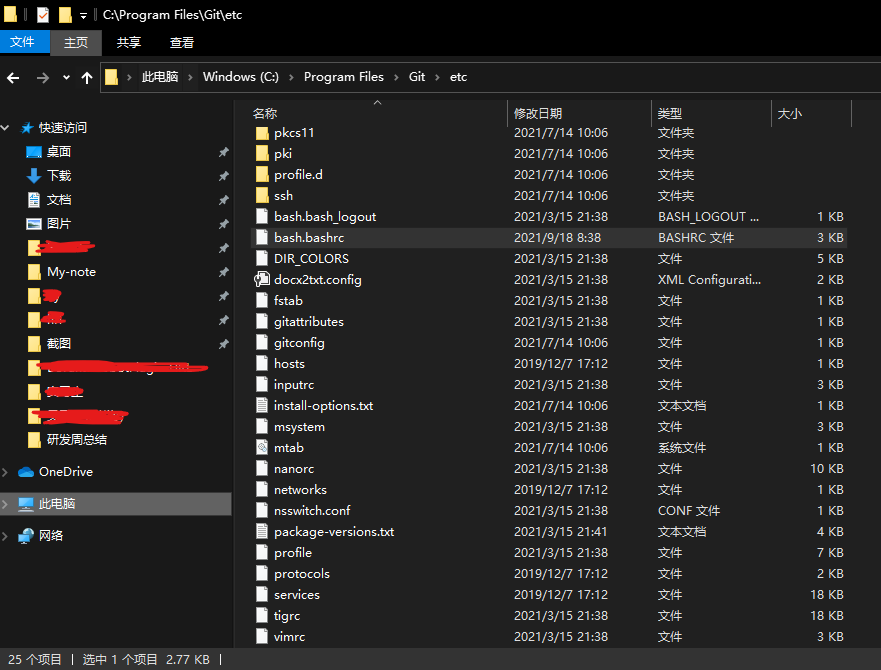 C:\Program Files\Git\etc
文件 主页 共享 查看
此电脑 Windows (C:) Program Files Git etc
快速访问
桌面
下载
文档
图片
My-note
截图
研发周总结
OneDrive
此电脑
网络
名称 修改日期 类型 大小
pkcs11 2021/7/14 10:06 文件夹
pki 2021/7/14 10:06 文件夹
profile.d 2021/7/14 10:06 文件夹
ssh 2021/7/14 10:06 文件夹
bash.bash_logout 2021/3/15 21:38 BASH_LOGOUT ... 1 KB
bash.bashrc 2021/9/18 8:38 BASHRC 文件 3 KB
DIR_COLORS 2021/3/15 21:38 文件 5 KB
docx2txt.config 2021/3/15 21:38 XML Configurati... 2 KB
fstab 2021/3/15 21:38 文件 1 KB
gitattributes 2021/3/15 21:38 文件 1 KB
gitconfig 2021/7/14 10:06 文件 1 KB
hosts 2019/12/7 17:12 文件 1 KB
inputrc 2021/3/15 21:38 文件 3 KB
install-options.txt 2021/7/14 10:06 文本文档 1 KB
msystem 2021/3/15 21:38 文件 3 KB
mtab 2021/7/14 10:06 系统文件 1 KB
nanorc 2021/3/15 21:38 文件 10 KB
networks 2019/12/7 17:12 文件 1 KB
nsswitch.conf 2021/3/15 21:38 CONF 文件 1 KB
package-versions.txt 2021/3/15 21:41 文本文档 4 KB
profile 2021/3/15 21:38 文件 7 KB
protocols 2019/12/7 17:12 文件 2 KB
services 2019/12/7 17:12 文件 18 KB
tigrc 2021/3/15 21:38 文件 18 KB
vimrc 2021/3/15 21:38 文件 3 KB
25 个项目 选中 1 个项目 2.77 KB